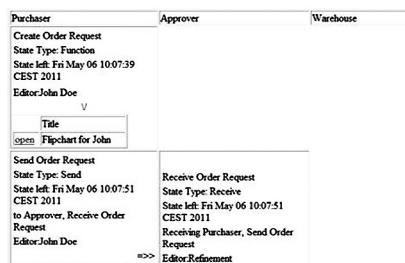 Purchaser
Approver
Warehouse
Create Order Request
State Type: Function
State left: Fri May 06 10:07:39
CEST 2011
Editor:John Doe
V
Title
open Flipchart for John
Send Order Request
State Type: Send
State left: Fri May 06 10:07:51
CEST 2011
to Approver, Receive Order
Request
Editor:John Doe
=>>
Receive Order Request
State Type: Receive
State left: Fri May 06 10:07:51
CEST 2011
Receiving Purchaser, Send Order
Request
Editor:Refinement